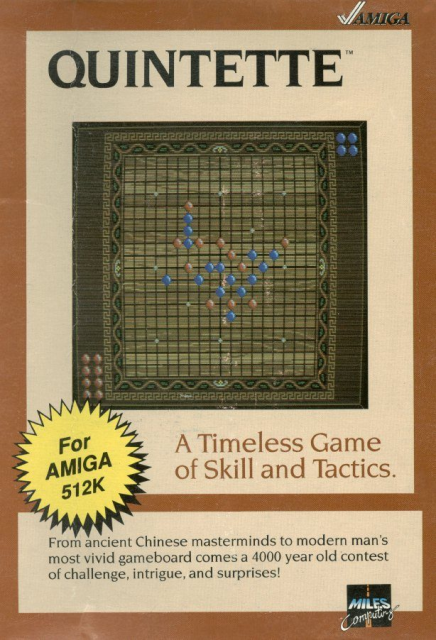 AMIGA
QUINTETTE™
For
AMIGA
512K
A Timeless Game
of Skill and Tactics.
From ancient Chinese masterminds to modern man's
most vivid gameboard comes a 4000 year old contest
of challenge, intrigue, and surprises!
MILES
Computing